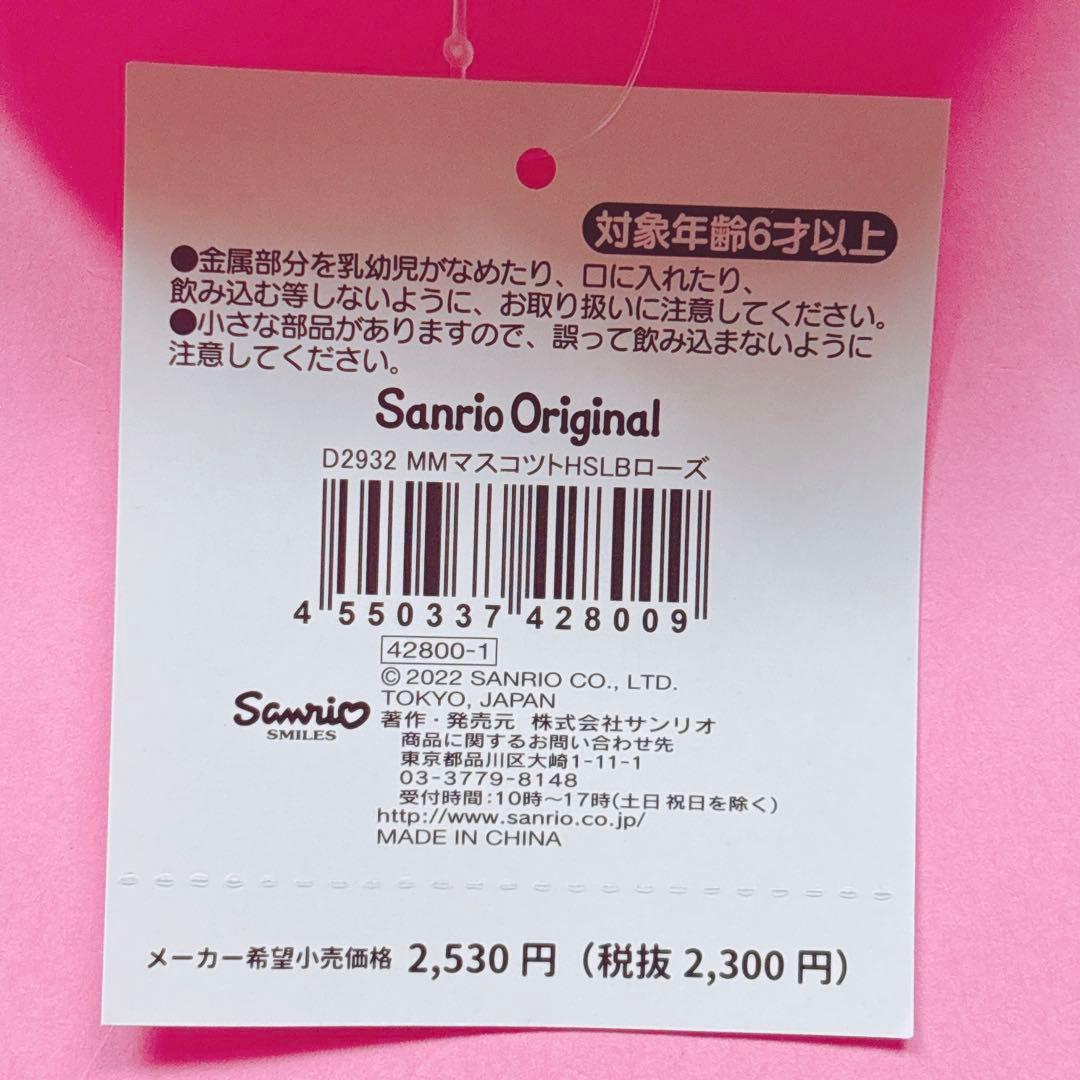 対象年齢6才以上
●金属部分を乳幼児がなめたり、口に入れたり、
飲み込む等しないように、お取り扱いに注意してください。
●小さな部品がありますので、誤って飲み込まないように
注意してください。
Sanrio Original
D2932 MMマスコツトHSLBローズ
4 550337 428009
42800-1
© 2022 SANRIO CO., LTD.
TOKYO, JAPAN
Sanrio
SMILES
著作・発売元 株式会社サンリオ
商品に関するお問い合わせ先
東京都品川区大崎1-11-1
03-3779-8148
受付時間:10時～17時(土日祝日を除く)
http://www.sanrio.co.jp/
MADE IN CHINA
メーカー希望小売価格 2,530 円（税抜 2,300 円）